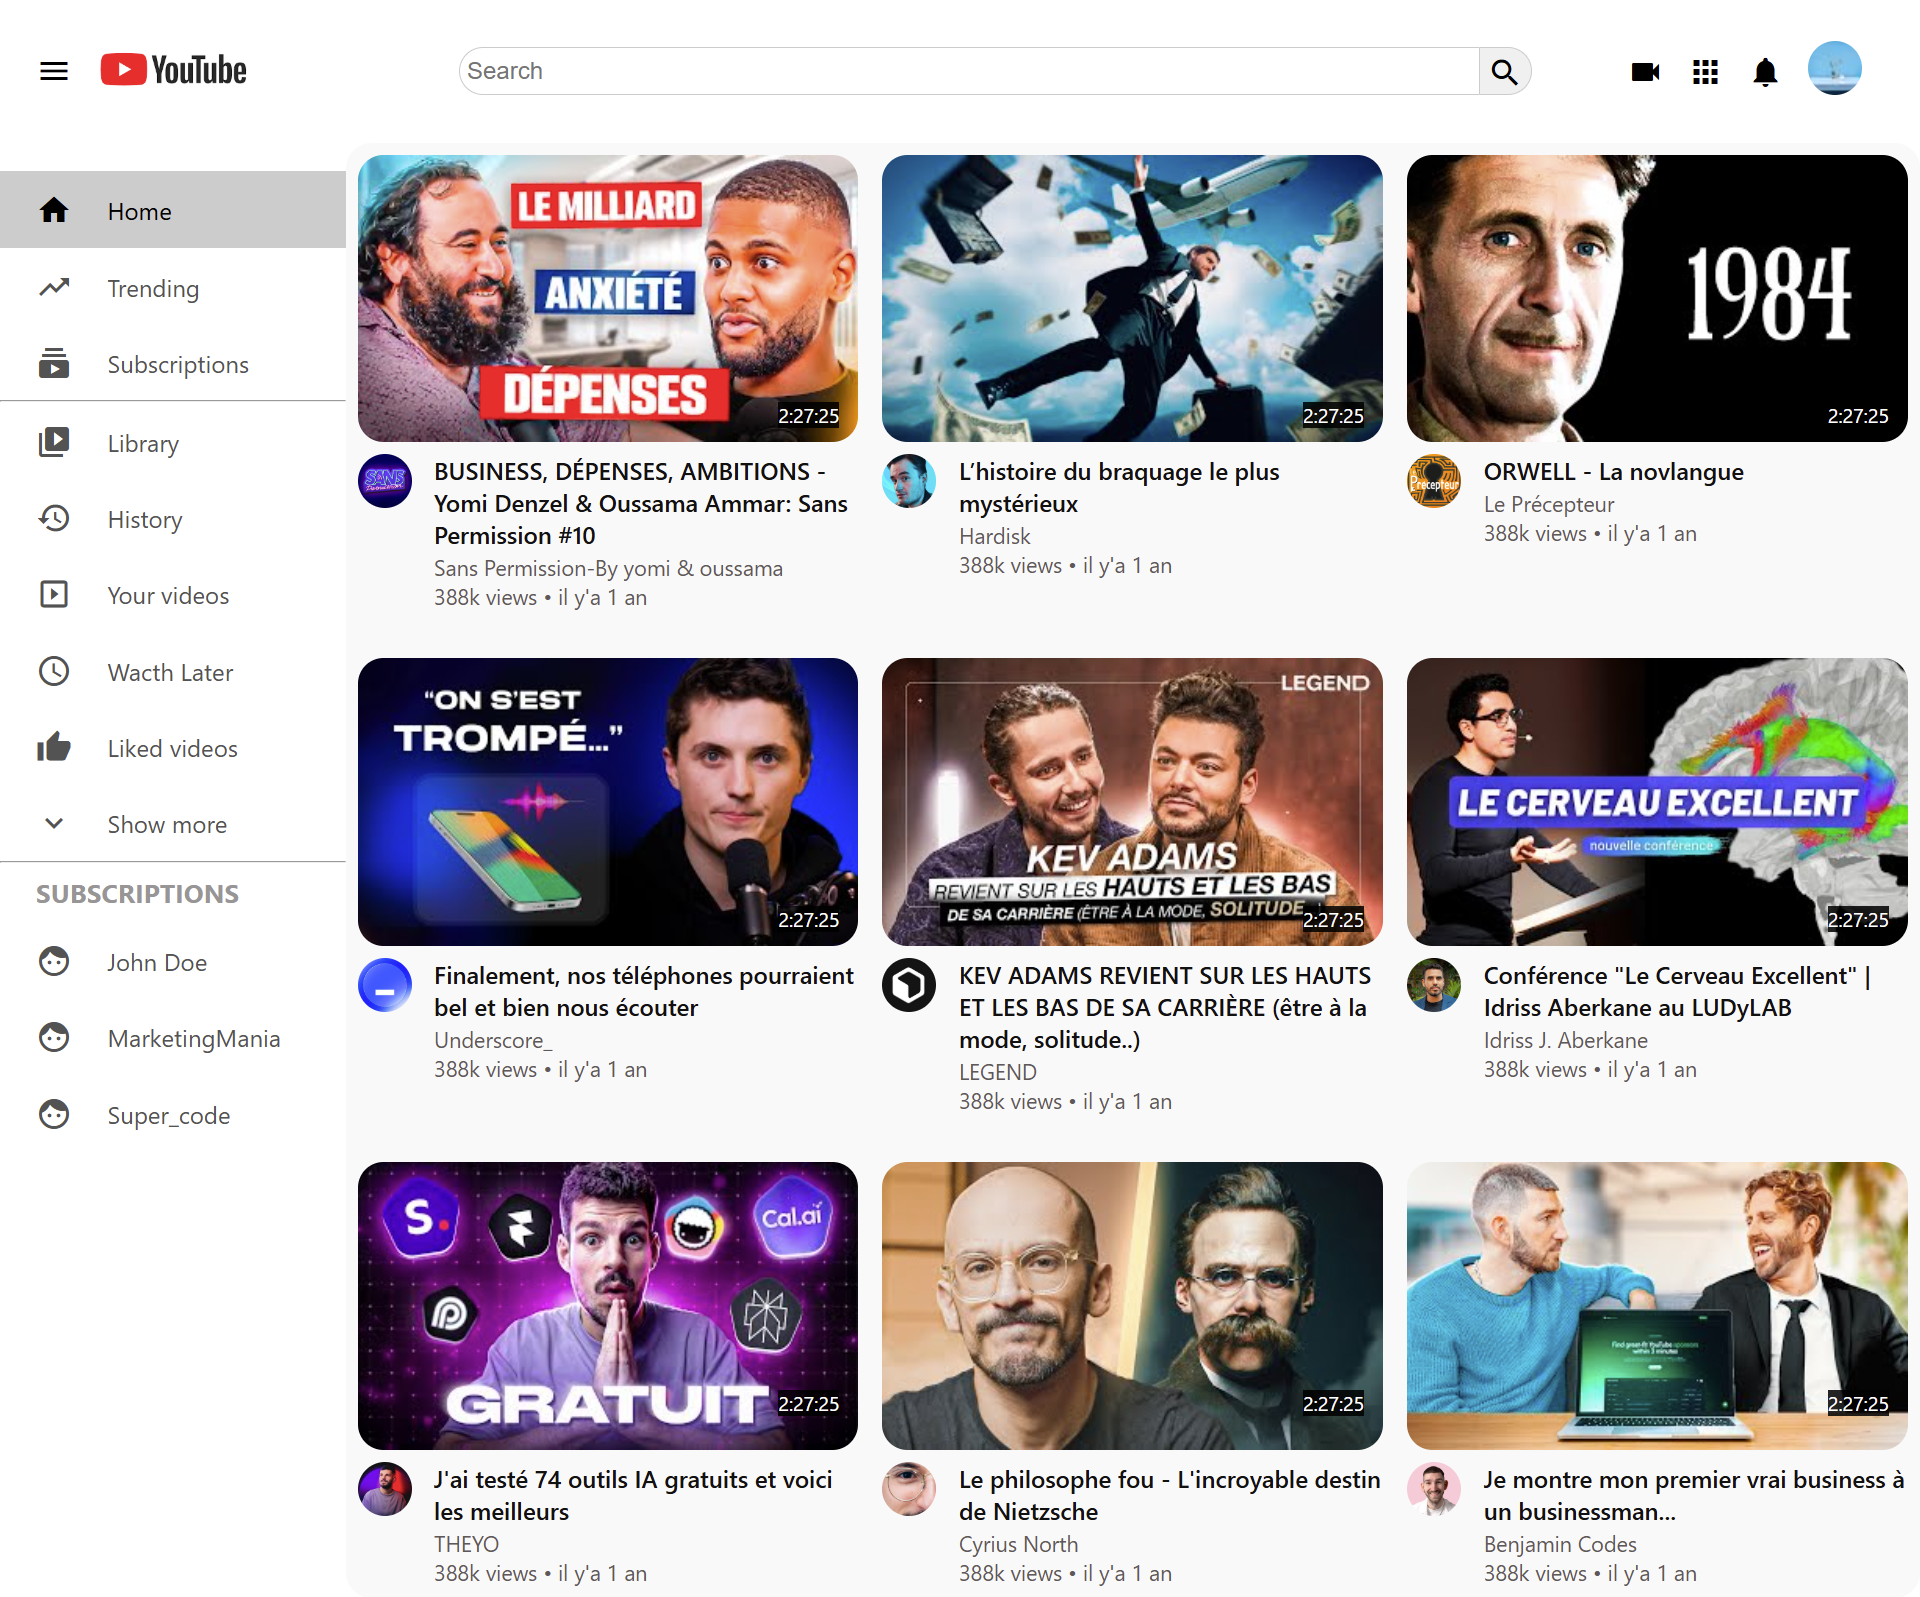 YouTube
Search
Home
Trending
Subscriptions
Library
History
Your videos
Wacth Later
Liked videos
Show more
SUBSCRIPTIONS
John Doe
MarketingMania
Super_code
LE MILLIARD
ANXIÉTÉ
DÉPENSES
2:27:25
SANS
Permission
BUSINESS, DÉPENSES, AMBITIONS -
Yomi Denzel & Oussama Ammar: Sans
Permission #10
Sans Permission-By yomi & oussama
388k views • il y'a 1 an
2:27:25
L’histoire du braquage le plus
mystérieux
Hardisk
388k views • il y'a 1 an
1984
2:27:25
Précepteur
ORWELL - La novlangue
Le Précepteur
388k views • il y'a 1 an
“ON S’EST
TROMPÉ...”
2:27:25
Finalement, nos téléphones pourraient
bel et bien nous écouter
Underscore_
388k views • il y'a 1 an
LEGEND
KEV ADAMS
REVIENT SUR LES HAUTS ET LES BAS
DE SA CARRIÈRE (ÊTRE À LA MODE, SOLITUDE
2:27:25
KEV ADAMS REVIENT SUR LES HAUTS
ET LES BAS DE SA CARRIÈRE (être à la
mode, solitude..)
LEGEND
388k views • il y'a 1 an
LE CERVEAU EXCELLENT
nouvelle conférence
2:27:25
Conférence "Le Cerveau Excellent" |
Idriss Aberkane au LUDyLAB
Idriss J. Aberkane
388k views • il y'a 1 an
S.
Cal.ai
GRATUIT
2:27:25
J'ai testé 74 outils IA gratuits et voici
les meilleurs
THEYO
388k views • il y'a 1 an
2:27:25
Le philosophe fou - L'incroyable destin
de Nietzsche
Cyrius North
388k views • il y'a 1 an
Find great-fit YouTube sponsors
within 3 minutes
2:27:25
Je montre mon premier vrai business à
un businessman...
Benjamin Codes
388k views • il y'a 1 an